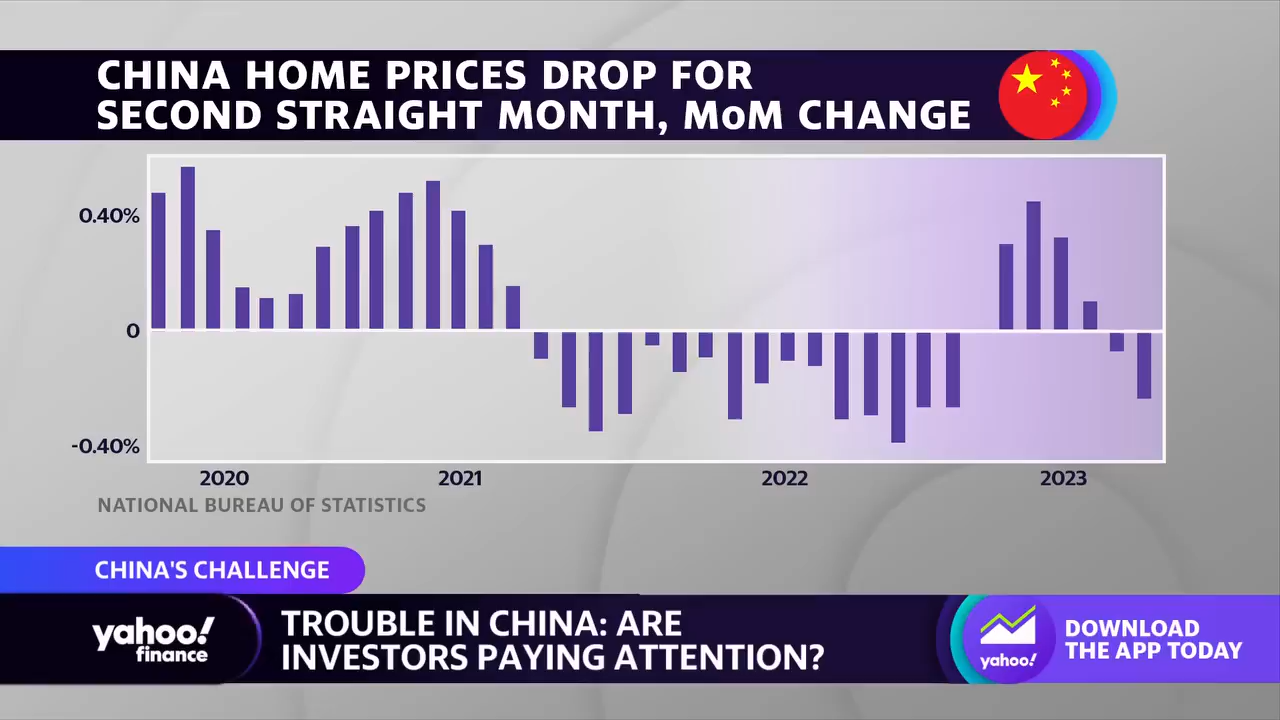 CHINA HOME PRICES DROP FOR
SECOND STRAIGHT MONTH, MoM CHANGE
0.40%
0
-0.40%
2020 2021 2022 2023
NATIONAL BUREAU OF STATISTICS
CHINA'S CHALLENGE
yahoo!
finance
TROUBLE IN CHINA: ARE
INVESTORS PAYING ATTENTION?
yahoo!
DOWNLOAD
THE APP TODAY